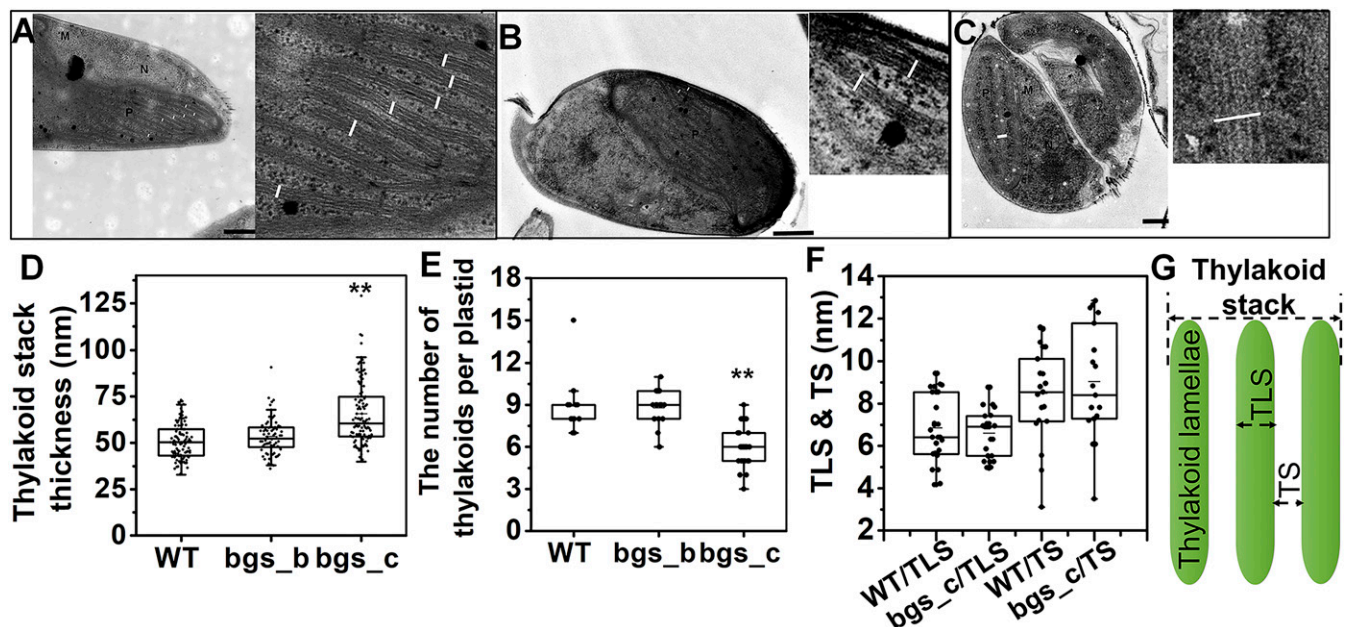 A
M
N
P
B
P
C
P
M
N
D
Thylakoid stack
thickness (nm)
125
100
75
50
25
0
**
WT
bgs_b
bgs_c
E
The number of
thylakoids per plastid
18
15
12
9
6
3
0
**
WT
bgs_b
bgs_c
F
TLS & TS (nm)
14
12
10
8
6
4
2
WT/TLS
bgs_c/TLS
WT/TS
bgs_c/TS
G
Thylakoid
stack
Thylakoid lamellae
TLS
TS